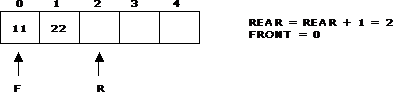 0 1 2 3 4
11 22
REAR = REAR + 1 = 2
FRONT = 0
F R